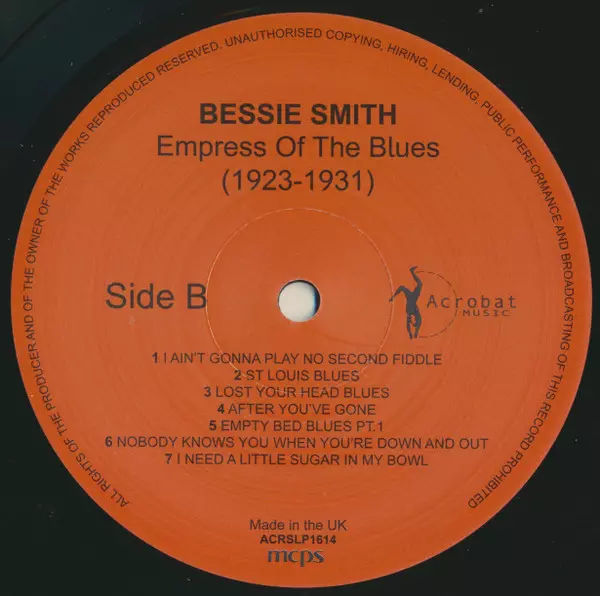 ALL RIGHTS OF THE PRODUCER AND OF THE OWNER OF THE WORKS REPRODUCED RESERVED. UNAUTHORISED COPYING, HIRING, LENDING, PUBLIC PERFORMANCE AND BROADCASTING OF THIS RECORD PROHIBITED
BESSIE SMITH
Empress Of The Blues
(1923-1931)
Side B
Acrobat
MUSIC
1 I AIN'T GONNA PLAY NO SECOND FIDDLE
2 ST LOUIS BLUES
3 LOST YOUR HEAD BLUES
4 AFTER YOU'VE GONE
5 EMPTY BED BLUES PT.1
6 NOBODY KNOWS YOU WHEN YOU'RE DOWN AND OUT
7 I NEED A LITTLE SUGAR IN MY BOWL
Made in the UK
ACRSLP1614
mcps